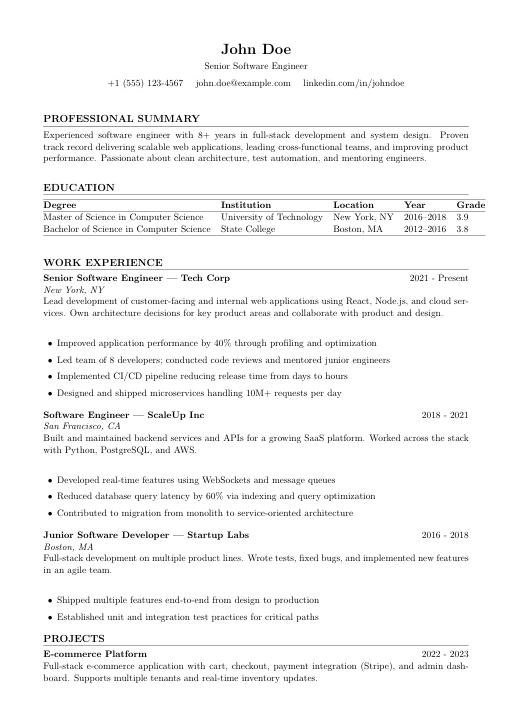 John Doe
Senior Software Engineer
+1 (555) 123-4567 john.doe@example.com linkedin.com/in/johndoe
PROFESSIONAL SUMMARY
Experienced software engineer with 8+ years in full-stack development and system design. Proven
track record delivering scalable web applications, leading cross-functional teams, and improving product
performance. Passionate about clean architecture, test automation, and mentoring engineers.
EDUCATION
Degree Institution Location Year Grade
Master of Science in Computer Science University of Technology New York, NY 2016–2018 3.9
Bachelor of Science in Computer Science State College Boston, MA 2012–2016 3.8
WORK EXPERIENCE
Senior Software Engineer — Tech Corp 2021 - Present
New York, NY
Lead development of customer-facing and internal web applications using React, Node.js, and cloud ser-
vices. Own architecture decisions for key product areas and collaborate with product and design.
• Improved application performance by 40% through profiling and optimization
• Led team of 8 developers; conducted code reviews and mentored junior engineers
• Implemented CI/CD pipeline reducing release time from days to hours
• Designed and shipped microservices handling 10M+ requests per day
Software Engineer — ScaleUp Inc 2018 - 2021
San Francisco, CA
Built and maintained backend services and APIs for a growing SaaS platform. Worked across the stack
with Python, PostgreSQL, and AWS.
• Developed real-time features using WebSockets and message queues
• Reduced database query latency by 60% via indexing and query optimization
• Contributed to migration from monolith to service-oriented architecture
Junior Software Developer — Startup Labs 2016 - 2018
Boston, MA
Full-stack development on multiple product lines. Wrote tests, fixed bugs, and implemented new features
in an agile team.
• Shipped multiple features end-to-end from design to production
• Established unit and integration test practices for critical paths
PROJECTS
E-commerce Platform 2022 - 2023
Full-stack e-commerce application with cart, checkout, payment integration (Stripe), and admin dash-
board. Supports multiple tenants and real-time inventory updates.